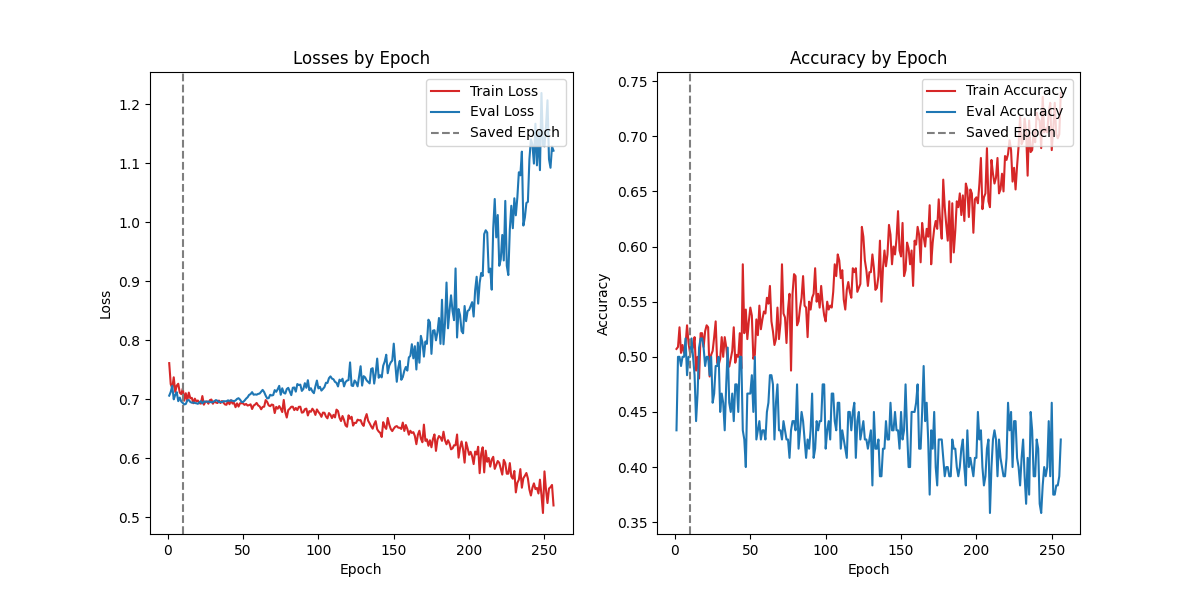 Losses by Epoch
Train Loss
Eval Loss
Saved Epoch
1.2
1.1
1.0
0.9
0.8
0.7
0.6
0.5
Loss
0
50
100
150
200
250
Epoch
Accuracy by Epoch
Train Accuracy
Eval Accuracy
Saved Epoch
0.75
0.70
0.65
0.60
0.55
0.50
0.45
0.40
0.35
Accuracy
0
50
100
150
200
250
Epoch